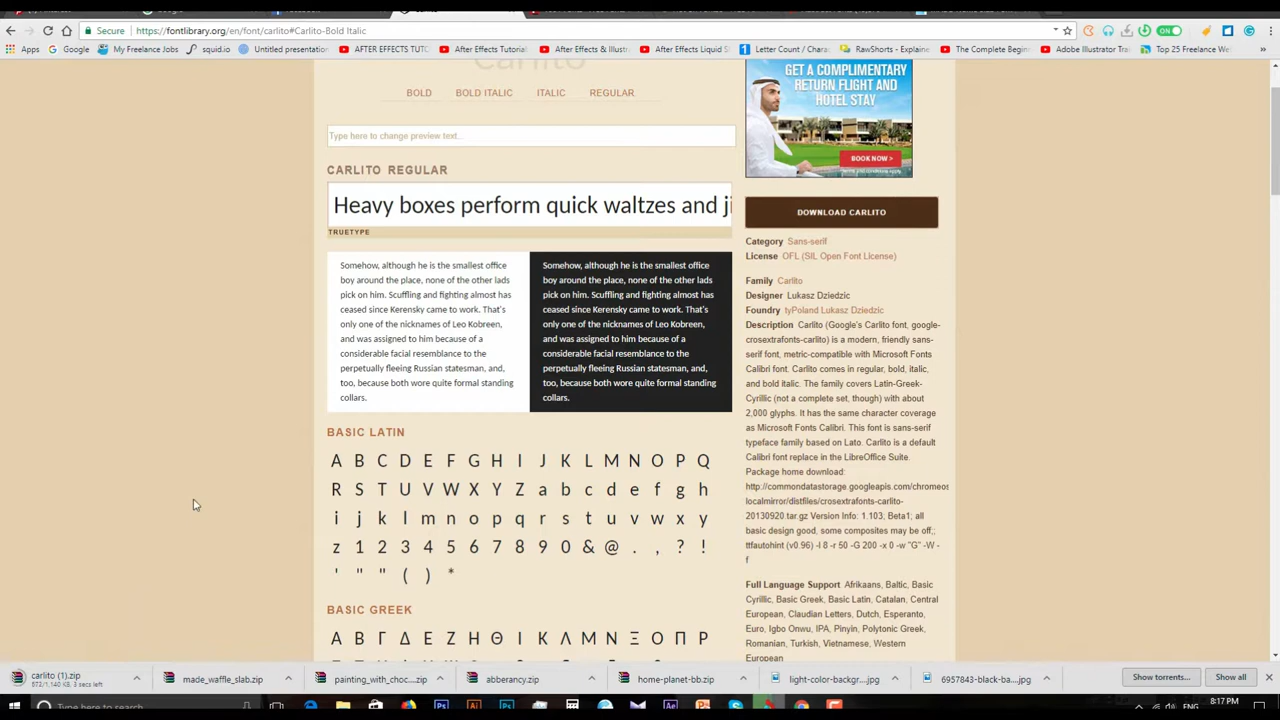 Secure https://fontlibrary.org/en/font/carlito#Carlito-Bold Italic
Apps Google My Freelance Jobs squid.io Untitled presentation AFTER EFFECTS TUT After Effects Tutorial After Effects & Illustr After Effects Liquid S Letter Count / Charac RawShorts - Explaine The Complete Begin Adobe Illustrator Tra Top 25 Freelance Web
Carlito
BOLD BOLD ITALIC ITALIC REGULAR
Type here to change preview text..
CARLITO REGULAR
Heavy boxes perform quick waltzes and ji
TRUETYPE
Somehow, although he is the smallest office
boy around the place, none of the other lads
pick on him. Scuffling and fighting almost has
ceased since Kerensky came to work. That's
only one of the nicknames of Leo Kobreen,
and was assigned to him because of a
considerable facial resemblance to the
perpetually fleeing Russian statesman, and,
too, because both wore quite formal standing
collars.
Somehow, although he is the smallest office
boy around the place, none of the other lads
pick on him. Scuffling and fighting almost has
ceased since Kerensky came to work. That's
only one of the nicknames of Leo Kobreen,
and was assigned to him because of a
considerable facial resemblance to the
perpetually fleeing Russian statesman, and,
too, because both wore quite formal standing
collars.
BASIC LATIN
A B C D E F G H I J K L M N O P Q
R S T U V W X Y Z a b c d e f g h
i j k l m n o p q r s t u v w x y
z 1 2 3 4 5 6 7 8 9 0 & @ . , ? !
' " " ( ) *
BASIC GREEK
Α Β Γ Δ Ε Ζ Η Θ Ι Κ Λ Μ Ν Ξ Ο Π Ρ
GET A COMPLIMENTARY
RETURN FLIGHT AND
HOTEL STAY
BOOK NOW >
DOWNLOAD CARLITO
Category Sans-serif
License OFL (SIL Open Font License)
Family Carlito
Designer Lukasz Dziedzic
Foundry tyPoland Lukasz Dziedzic
Description Carlito (Google's Carlito font, google-
crosextrafonts-carlito) is a modern, friendly sans-
serif font, metric-compatible with Microsoft Fonts
Calibri font. Carlito comes in regular, bold, italic,
and bold italic. The family covers Latin-Greek-
Cyrillic (not a complete set, though) with about
2,000 glyphs. It has the same character coverage
as Microsoft Fonts Calibri. This font is sans-serif
typeface family based on Lato. Carlito is a default
Calibri font replace in the LibreOffice Suite.
Package home download:
http://commondatastorage.googleapis.com/chromeos
localmirror/distfiles/crosextrafonts-carlito-
20130920.tar.gz Version Info: 1.103; Beta1; all
basic design good, some composites may be off;;
ttfautohint (v0.96) -l 8 -r 50 -G 200 -x 0 -w "G" -W -
f
Full Language Support Afrikaans, Baltic, Basic
Cyrillic, Basic Greek, Basic Latin, Catalan, Central
European, Claudian Letters, Dutch, Esperanto,
Euro, Igbo Onwu, IPA, Pinyin, Polytonic Greek,
Romanian, Turkish, Vietnamese, Western
European
carlito (1).zip
872/1,140 KB, 3 secs left
made_waffle_slab.zip
painting_with_choc....zip
abberancy.zip
home-planet-bb.zip
light-color-backgr....jpg
6957843-black-ba....jpg
Show torrents...
Show all
Type here to search
8:17 PM